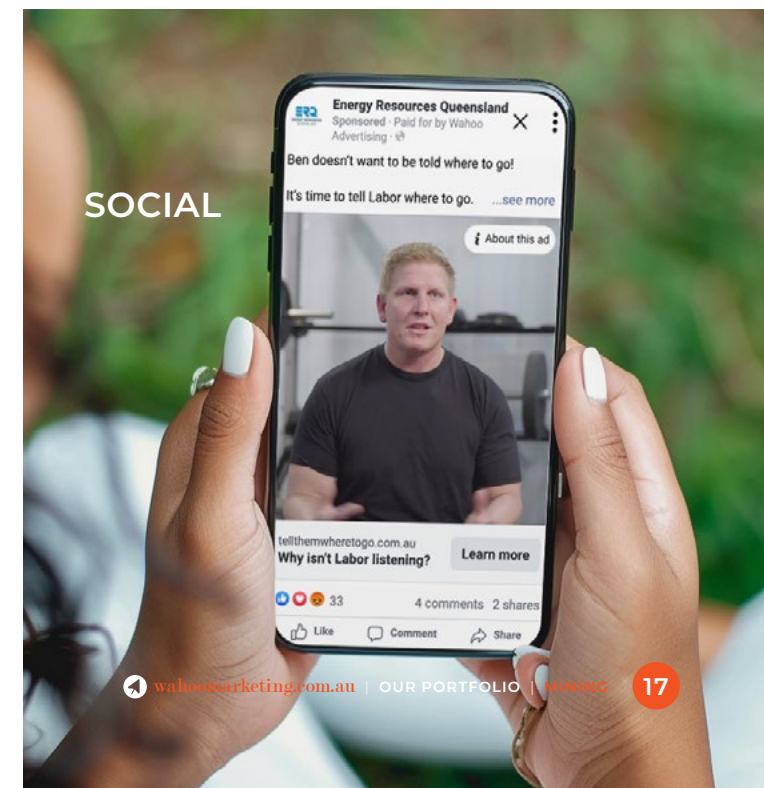 SOCIAL
ERQ
Energy Resources Queensland
Sponsored · Paid for by Wahoo
Advertising ·
Ben doesn't want to be told where to go!
It's time to tell Labor where to go. ...see more
i About this ad
tellthemwheretogo.com.au
Why isn't Labor listening?
Learn more
33
4 comments 2 shares
Like Comment Share
wahoomarketing.com.au | OUR PORTFOLIO | MINING 17